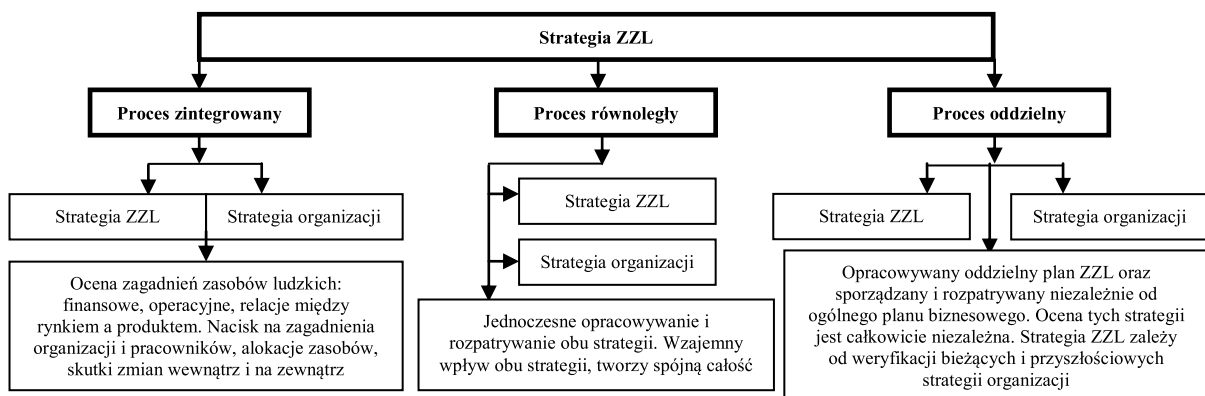 Strategia ZZL
Proces zintegrowany
Proces równoległy
Proces oddzielny
Strategia ZZL
Strategia organizacji
Ocena zagadnień zasobów ludzkich:
finansowe, operacyjne, relacje między
rynkiem a produktem. Nacisk na zagadnienia
organizacji i pracowników, alokacje zasobów,
skutki zmian wewnątrz i na zewnątrz
Strategia ZZL
Strategia organizacji
Jednoczesne opracowywanie i
rozpatrywanie obu strategii. Wzajemny
wpływ obu strategii, tworzy spójną całość
Strategia ZZL
Strategia organizacji
Opracowywany oddzielny plan ZZL oraz
sporządzany i rozpatrywany niezależnie od
ogólnego planu biznesowego. Ocena tych strategii
jest całkowicie niezależna. Strategia ZZL zależy
od weryfikacji bieżących i przyszłościowych
strategii organizacji